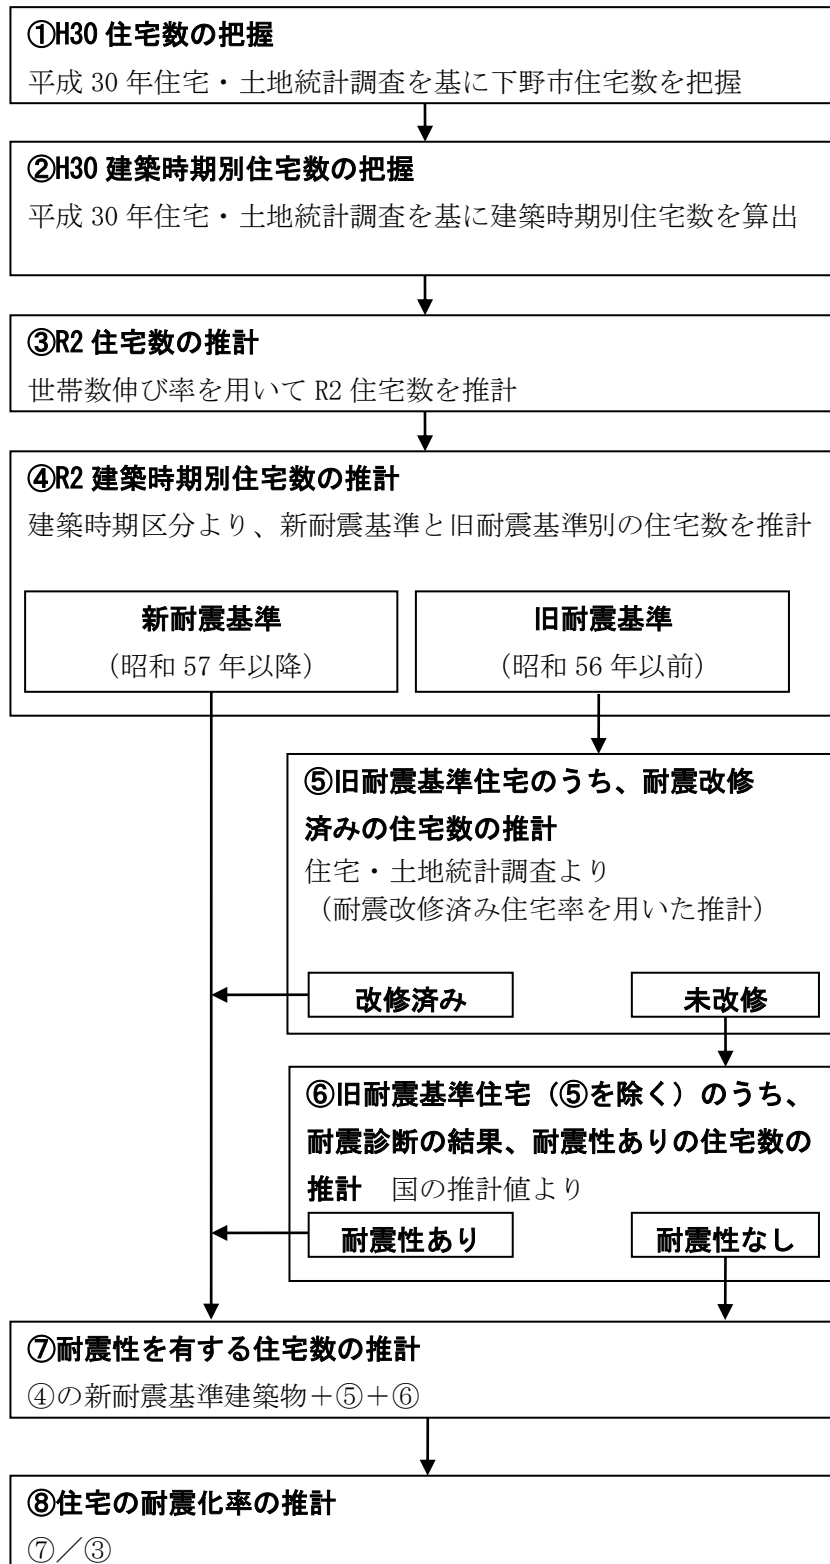 ①H30 住宅数の把握
平成 30 年住宅・土地統計調査を基に下野市住宅数を把握
②H30 建築時期別住宅数の把握
平成 30 年住宅・土地統計調査を基に建築時期別住宅数を算出
③R2 住宅数の推計
世帯数伸び率を用いて R2 住宅数を推計
④R2 建築時期別住宅数の推計
建築時期区分より、新耐震基準と旧耐震基準別の住宅数を推計
新耐震基準
（昭和 57 年以降）
旧耐震基準
（昭和 56 年以前）
⑤旧耐震基準住宅のうち、耐震改修
済みの住宅数の推計
住宅・土地統計調査より
（耐震改修済み住宅率を用いた推計）
改修済み
未改修
⑥旧耐震基準住宅（⑤を除く）のうち、
耐震診断の結果、耐震性ありの住宅数の
推計　国の推計値より
耐震性あり
耐震性なし
⑦耐震性を有する住宅数の推計
④の新耐震基準建築物＋⑤＋⑥
⑧住宅の耐震化率の推計
⑦／③